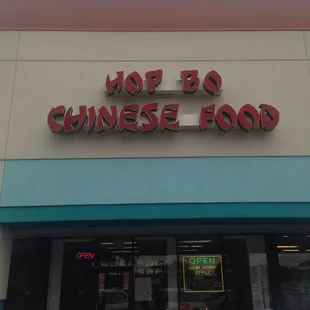 HOP BO
CHINESE FOOD
OPEN
OPEN
NEW YORK
STYLE